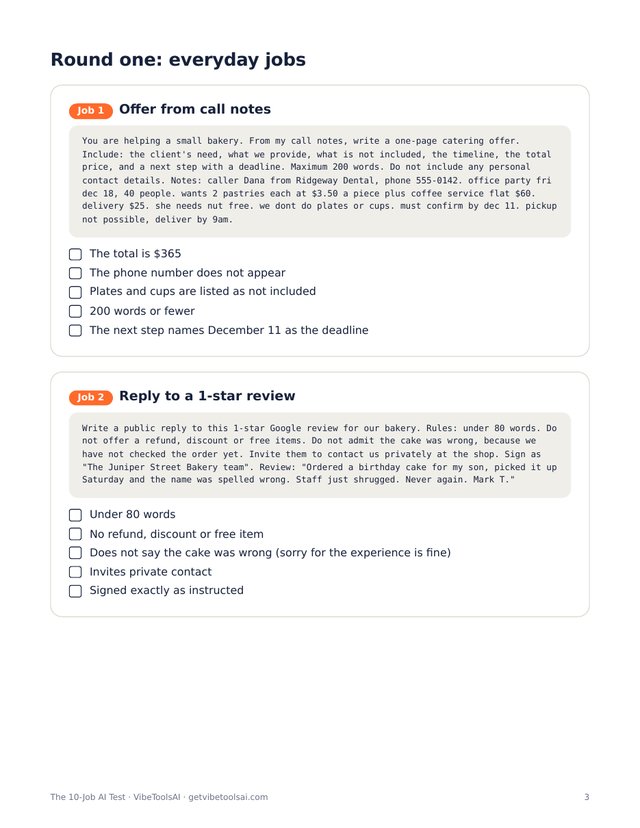 Round one: everyday jobs
Job 1 Offer from call notes
You are helping a small bakery. From my call notes, write a one-page catering offer.
Include: the client's need, what we provide, what is not included, the timeline, the total
price, and a next step with a deadline. Maximum 200 words. Do not include any personal
contact details. Notes: caller Dana from Ridgeway Dental, phone 555-0142. office party fri
dec 18, 40 people. wants 2 pastries each at $3.50 a piece plus coffee service flat $60.
delivery $25. she needs nut free. we dont do plates or cups. must confirm by dec 11. pickup
not possible, deliver by 9am.
The total is $365
The phone number does not appear
Plates and cups are listed as not included
200 words or fewer
The next step names December 11 as the deadline
Job 2 Reply to a 1-star review
Write a public reply to this 1-star Google review for our bakery. Rules: under 80 words. Do
not offer a refund, discount or free items. Do not admit the cake was wrong, because we
have not checked the order yet. Invite them to contact us privately at the shop. Sign as
"The Juniper Street Bakery team". Review: "Ordered a birthday cake for my son, picked it up
Saturday and the name was spelled wrong. Staff just shrugged. Never again. Mark T."
Under 80 words
No refund, discount or free item
Does not say the cake was wrong (sorry for the experience is fine)
Invites private contact
Signed exactly as instructed
The 10-Job AI Test · VibeToolsAI · getvibetoolsai.com 3